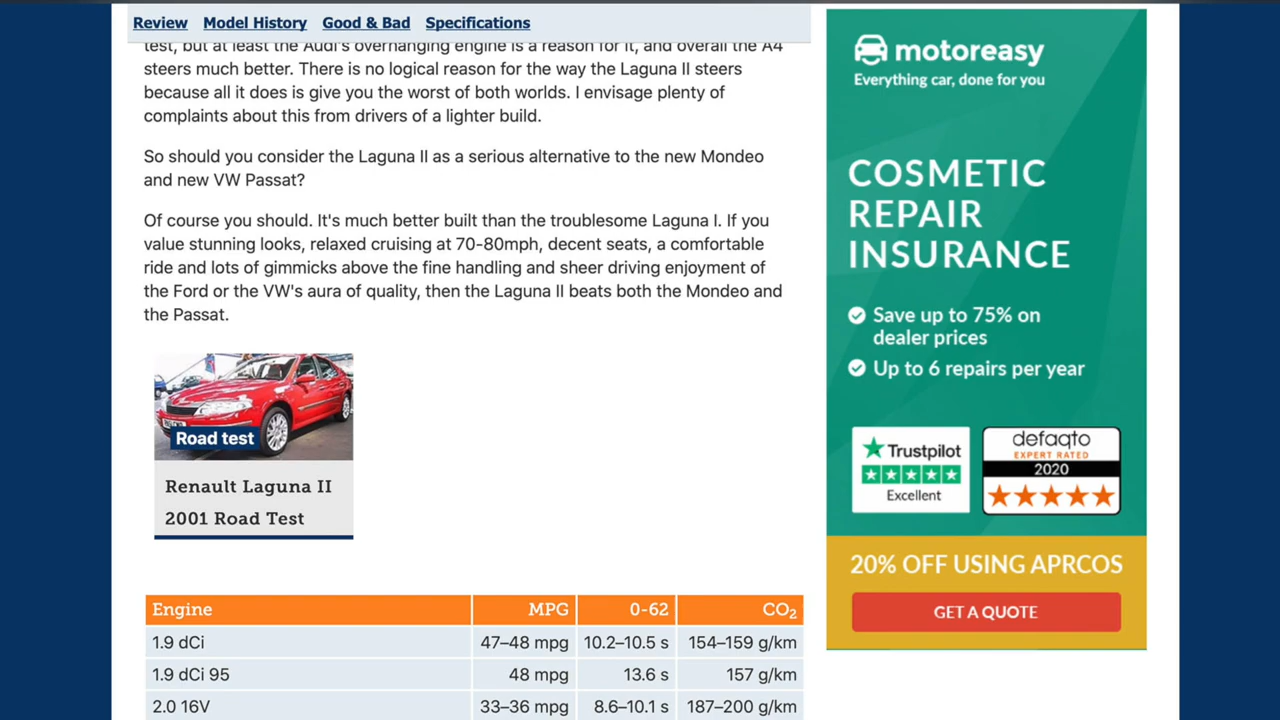 Review Model History Good & Bad Specifications
test, but at least the Audi's overhanging engine is a reason for it, and overall the A4
steers much better. There is no logical reason for the way the Laguna II steers
because all it does is give you the worst of both worlds. I envisage plenty of
complaints about this from drivers of a lighter build.
So should you consider the Laguna II as a serious alternative to the new Mondeo
and new VW Passat?
Of course you should. It's much better built than the troublesome Laguna I. If you
value stunning looks, relaxed cruising at 70-80mph, decent seats, a comfortable
ride and lots of gimmicks above the fine handling and sheer driving enjoyment of
the Ford or the VW's aura of quality, then the Laguna II beats both the Mondeo and
the Passat.
Road test
Renault Laguna II
2001 Road Test
Engine MPG 0-62 CO₂
1.9 dCi 47–48 mpg 10.2–10.5 s 154–159 g/km
1.9 dCi 95 48 mpg 13.6 s 157 g/km
2.0 16V 33–36 mpg 8.6–10.1 s 187–200 g/km
motoreasy
Everything car, done for you
COSMETIC
REPAIR
INSURANCE
Save up to 75% on
dealer prices
Up to 6 repairs per year
Trustpilot
Excellent
defaqto
EXPERT RATED
2020
20% OFF USING APRCOS
GET A QUOTE